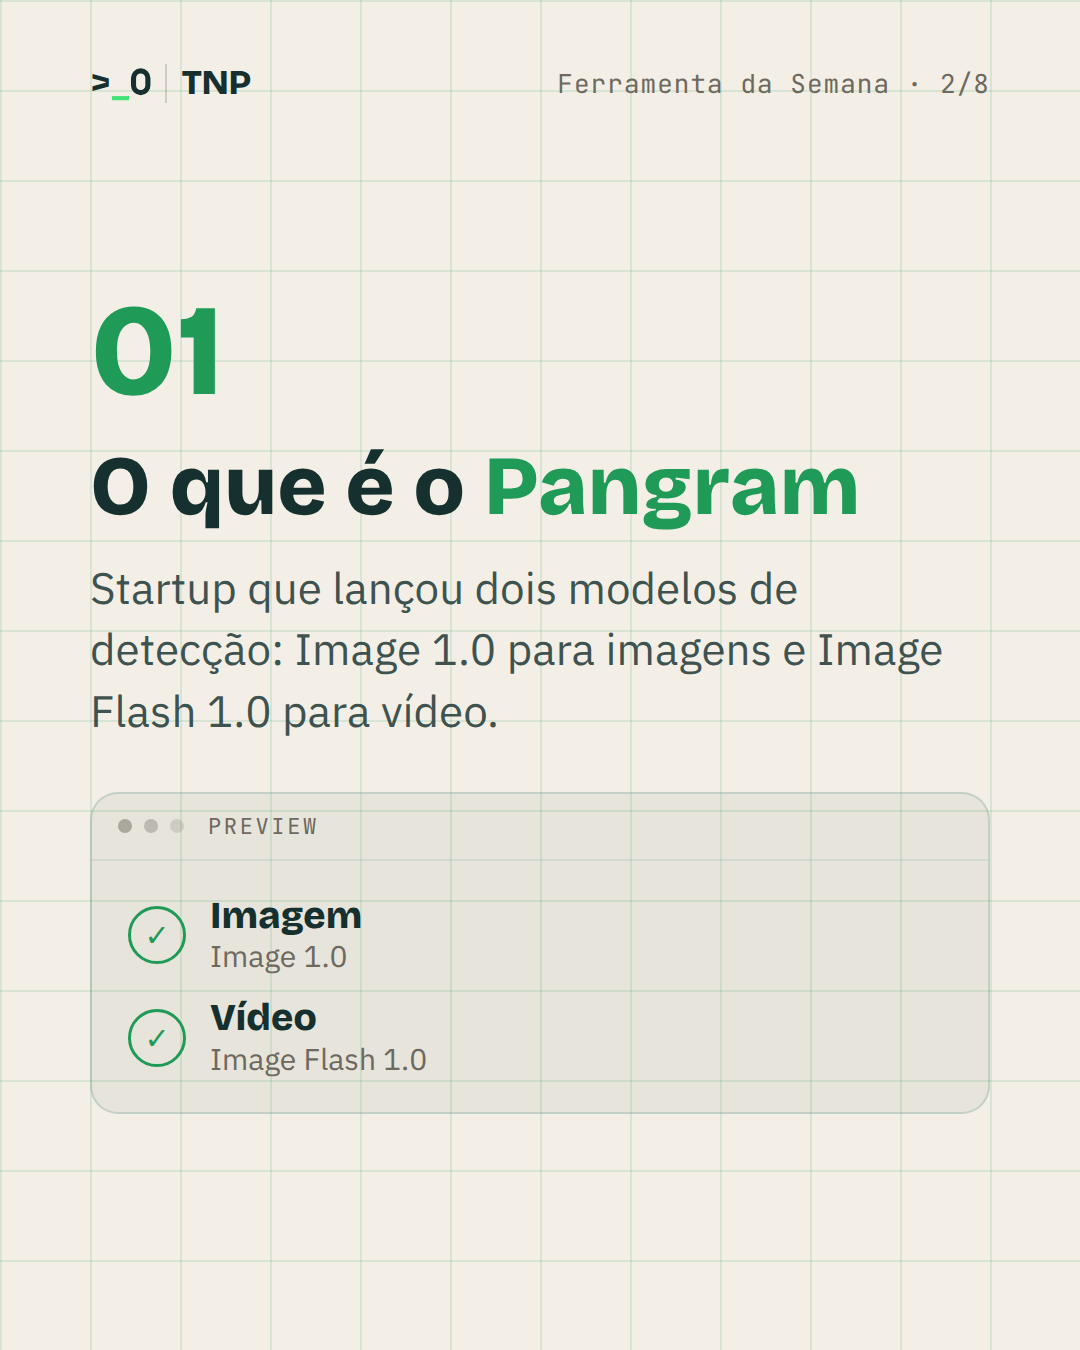 >_0 | TNP
Ferramenta da Semana · 2/8
01
O que é o Pangram
Startup que lançou dois modelos de
detecção: Image 1.0 para imagens e Image
Flash 1.0 para vídeo.
PREVIEW
✓ Imagem
Image 1.0
✓ Vídeo
Image Flash 1.0